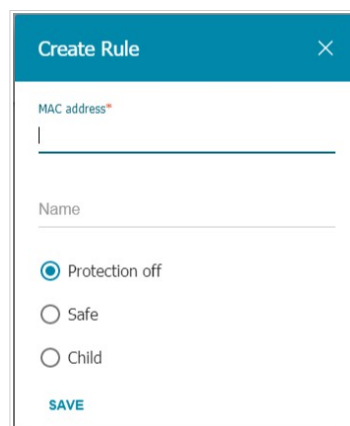 Create Rule
MAC address*
Name
Protection off
Safe
Child
SAVE